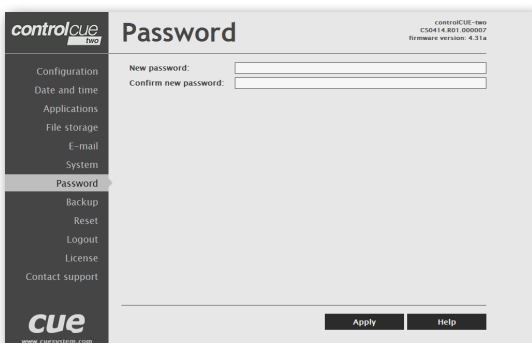 controlcue
two
Password
controlCUE-two
CS0414.R01.000007
firmware version: 4.31a
Configuration
Date and time
Applications
File storage
E-mail
System
Password
Backup
Reset
Logout
License
Contact support
New password:
Confirm new password:
Apply
Help
cue
www.cuesystem.com